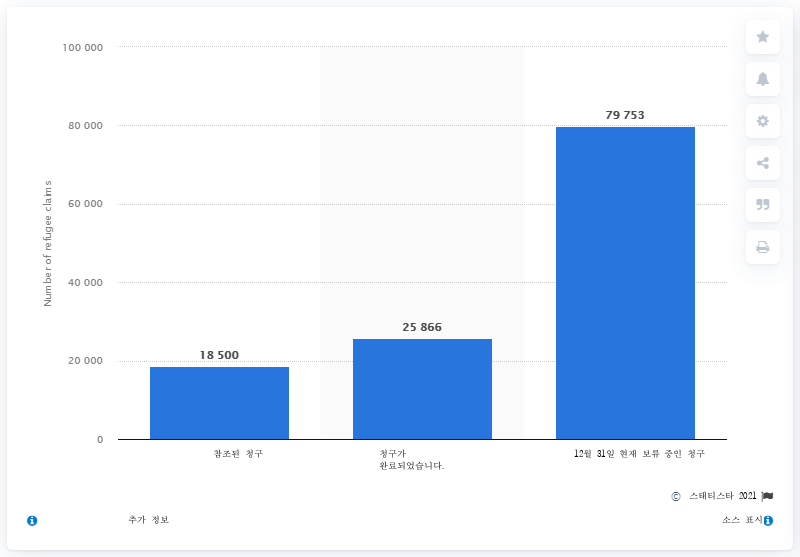 100 000
80 000
60 000
40 000
20 000
0
Number of refugee claims
18 500
25 866
79 753
참조된 청구
청구가
완료되었습니다.
12월 31일 현재 보류 중인 청구
© 스태티스타 2021
추가 정보
소스 표시